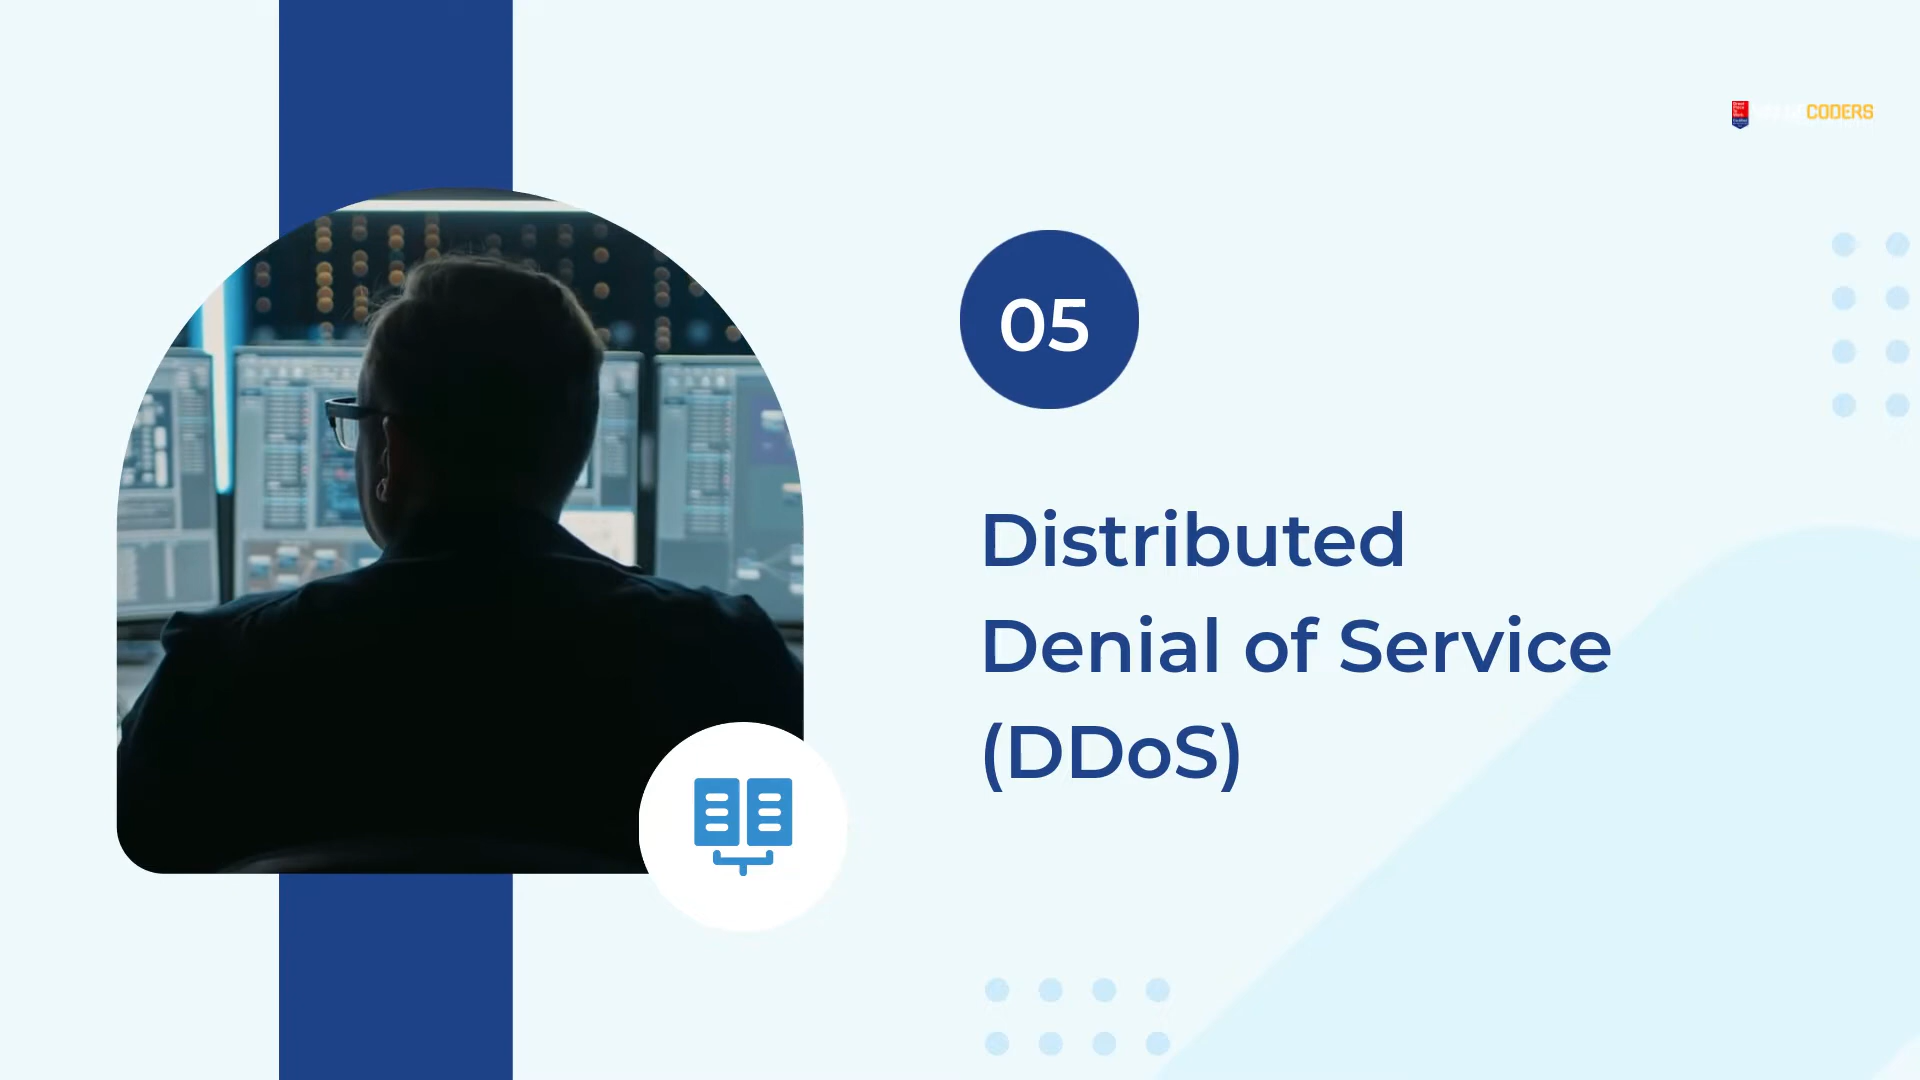 CODERS
05
Distributed
Denial of Service
(DDoS)